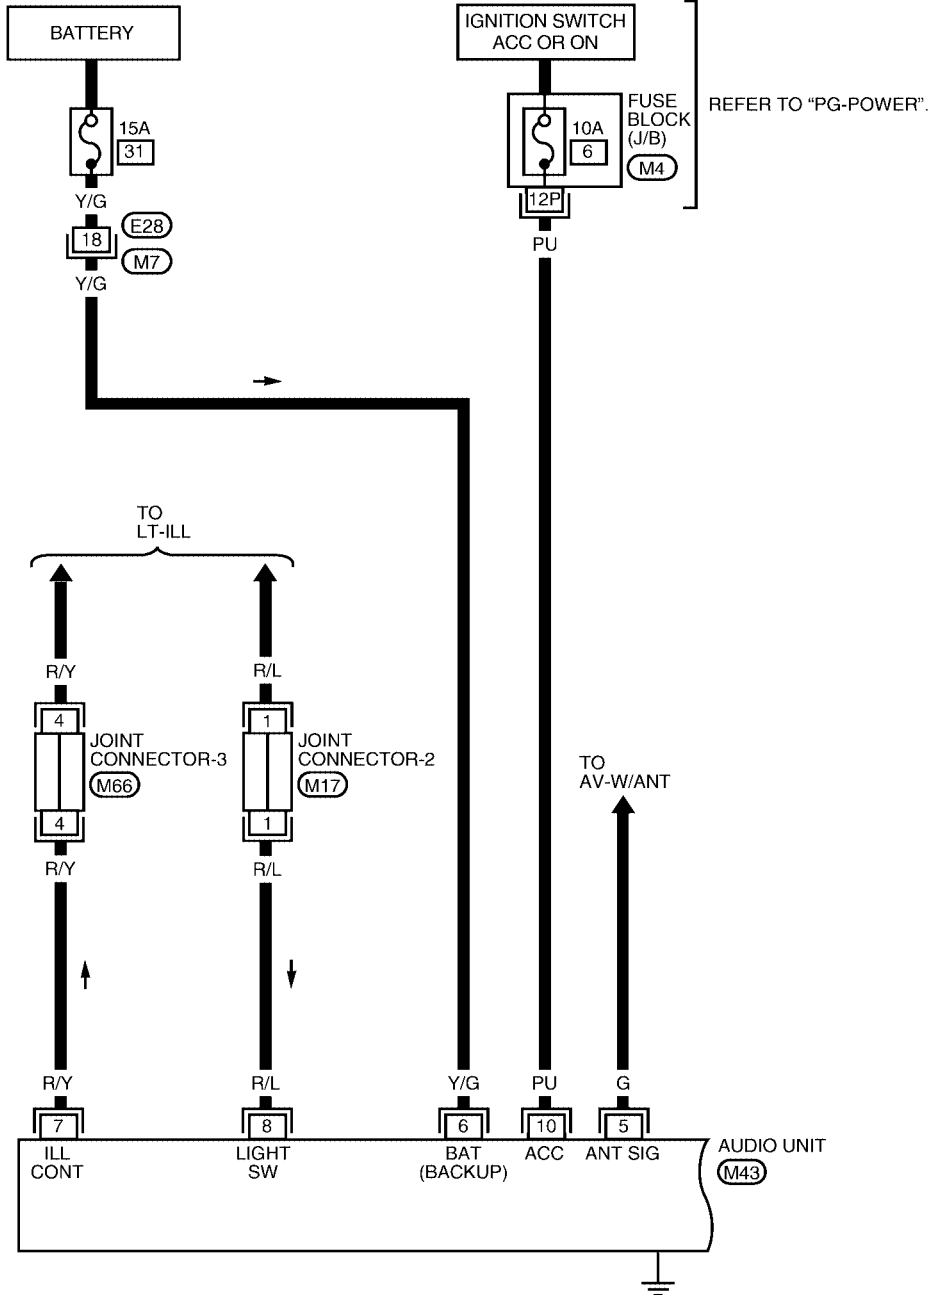 BATTERY
IGNITION SWITCH
ACC OR ON
15A
31
Y/G
18
E28
M7
Y/G
10A
6
FUSE
BLOCK
(J/B)
M4
REFER TO “PG-POWER”.
12P
PU
TO
LT-ILL
R/Y
4
JOINT
CONNECTOR-3
M66
4
R/Y
R/L
1
JOINT
CONNECTOR-2
M17
1
R/L
TO
AV-W/ANT
R/Y
R/L
Y/G
PU
G
7
8
6
10
5
ILL
CONT
LIGHT
SW
BAT
(BACKUP)
ACC
ANT SIG
AUDIO UNIT
M43